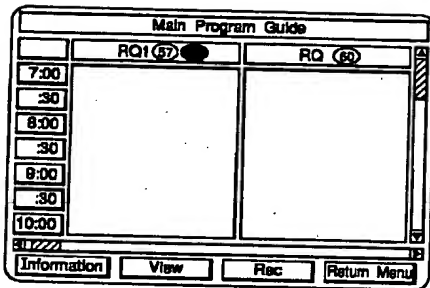 Main Program Guide
RQ1 57 RQ 60
7:00
:30
8:00
:30
9:00
:30
10:00
Information View Rec Return Menu